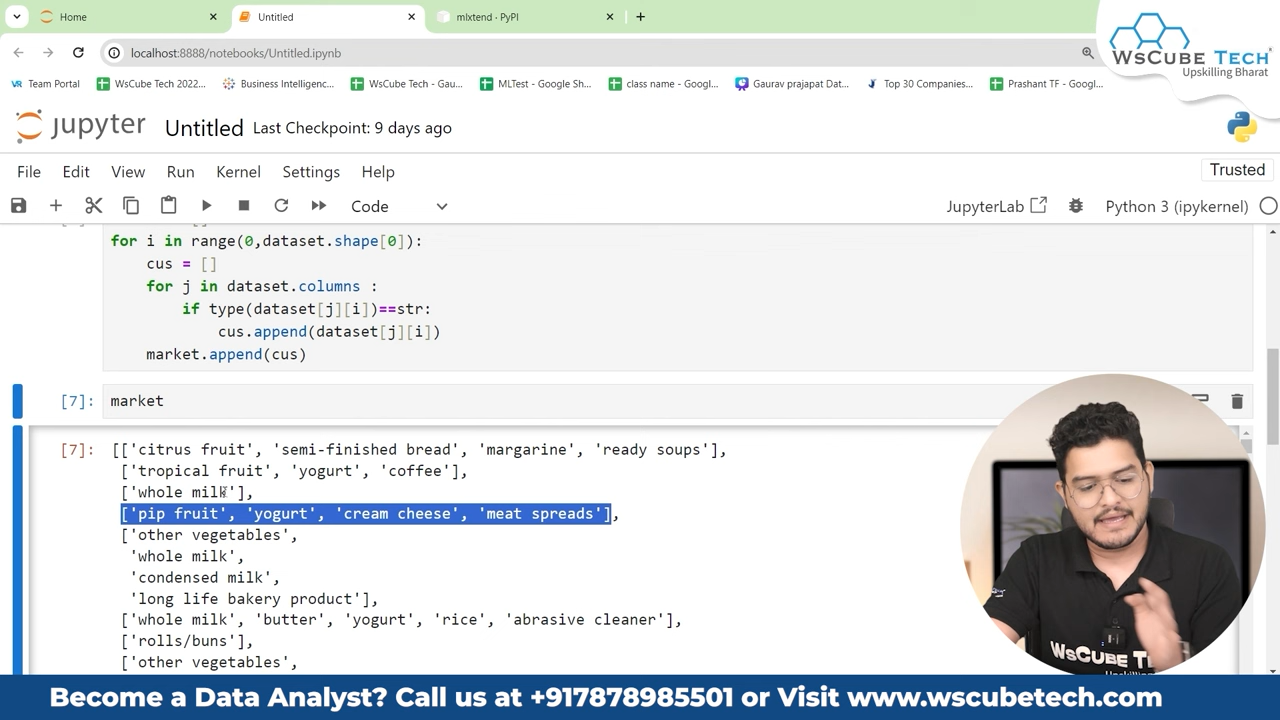 Home
Untitled
mlxtend · PyPI
WsCube Tech
Upskilling Bharat
localhost:8888/notebooks/Untitled.ipynb
Team Portal
WsCube Tech 2022...
Business Intelligenc...
WsCube Tech - Gau...
MLTest - Google Sh...
class name - Googl...
Gaurav prajapat Dat...
Top 30 Companies...
Prashant TF - Googl...
jupyter Untitled Last Checkpoint: 9 days ago
File Edit View Run Kernel Settings Help
Trusted
Code
JupyterLab
Python 3 (ipykernel)
for i in range(0,dataset.shape[0]):
    cus = []
    for j in dataset.columns :
        if type(dataset[j][i])==str:
            cus.append(dataset[j][i])
    market.append(cus)
[7]: market
[7]: [['citrus fruit', 'semi-finished bread', 'margarine', 'ready soups'],
['tropical fruit', 'yogurt', 'coffee'],
['whole milk'],
['pip fruit', 'yogurt', 'cream cheese', 'meat spreads'],
['other vegetables',
'whole milk',
'condensed milk',
'long life bakery product'],
['whole milk', 'butter', 'yogurt', 'rice', 'abrasive cleaner'],
['rolls/buns'],
['other vegetables',
Become a Data Analyst? Call us at +917878985501 or Visit www.wscubetech.com